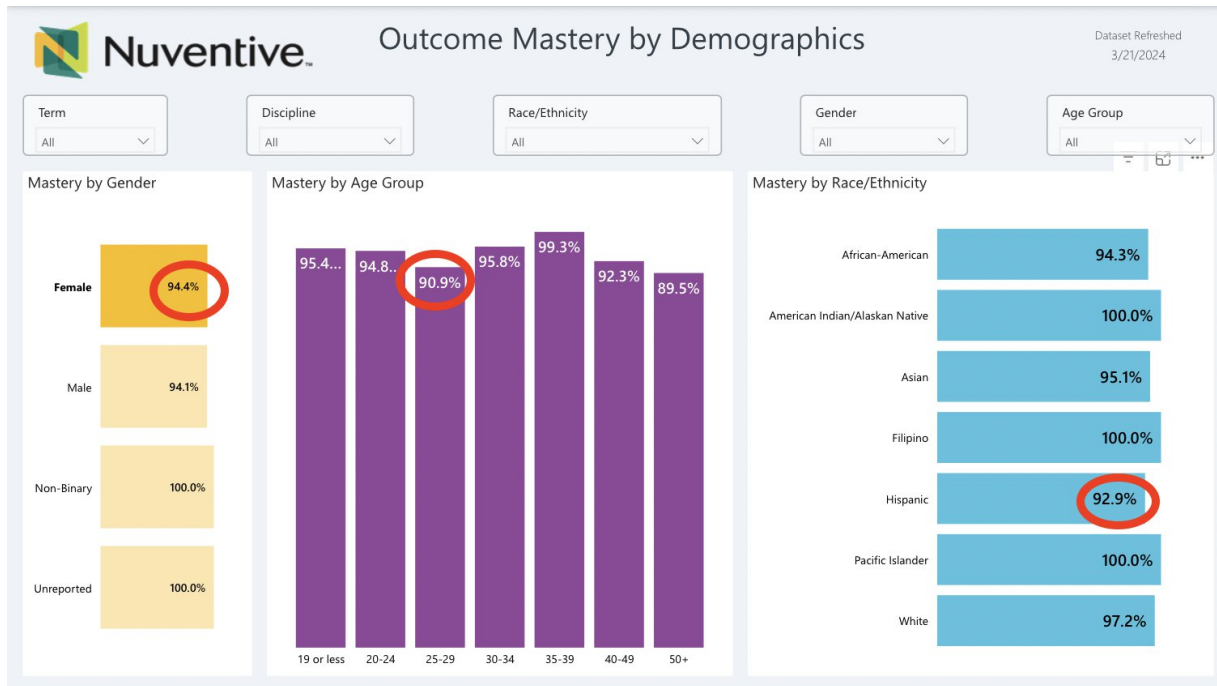 Nuventive™
Outcome Mastery by Demographics
Dataset Refreshed
3/21/2024
Term
All
Discipline
All
Race/Ethnicity
All
Gender
All
Age Group
All
Mastery by Gender
Female
94.4%
Male
94.1%
Non-Binary
100.0%
Unreported
100.0%
Mastery by Age Group
95.4...
94.8...
90.9%
95.8%
99.3%
92.3%
89.5%
19 or less
20-24
25-29
30-34
35-39
40-49
50+
Mastery by Race/Ethnicity
African-American
94.3%
American Indian/Alaskan Native
100.0%
Asian
95.1%
Filipino
100.0%
Hispanic
92.9%
Pacific Islander
100.0%
White
97.2%